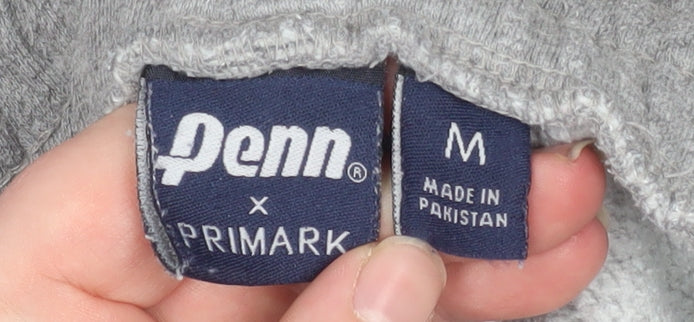 Penn®
x
PRIMARK
M
MADE IN
PAKISTAN